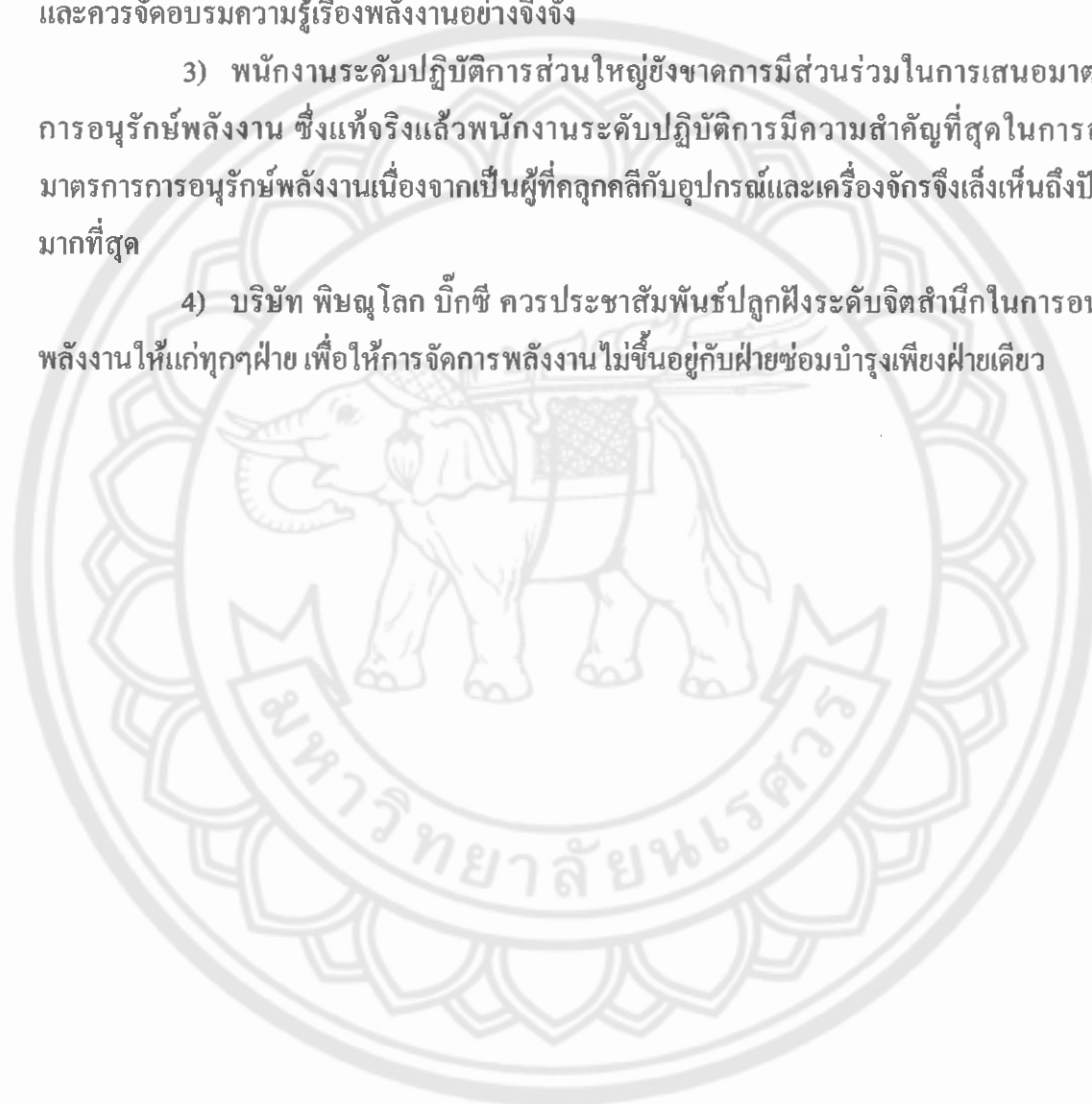 และควรจัดอบรมความรู้เรื่องพลังงานอย่างจริงจัง
3) พนักงานระดับปฏิบัติการส่วนใหญ่ยังขาดการมีส่วนร่วมในการเสนอมาต
การอนุรักษ์พลังงาน ซึ่งแท้จริงแล้วพนักงานระดับปฏิบัติการมีความสำคัญที่สุดในการ
มาตรการการอนุรักษ์พลังงานเนื่องจากเป็นผู้ที่คลุกคลีกับอุปกรณ์และเครื่องจักรจึงเล็งเห็นถึงปั
มากที่สุด
4) บริษัท พิษณุโลก บิ๊กซี ควรประชาสัมพันธ์ปลูกฝังระดับจิตสำนึกในการอน
พลังงานให้แก่ทุกๆฝ่าย เพื่อให้การจัดการพลังงานไม่ขึ้นอยู่กับฝ่ายซ่อมบำรุงเพียงฝ่ายเดียว
มหาวิทยาลัยนเรศวร